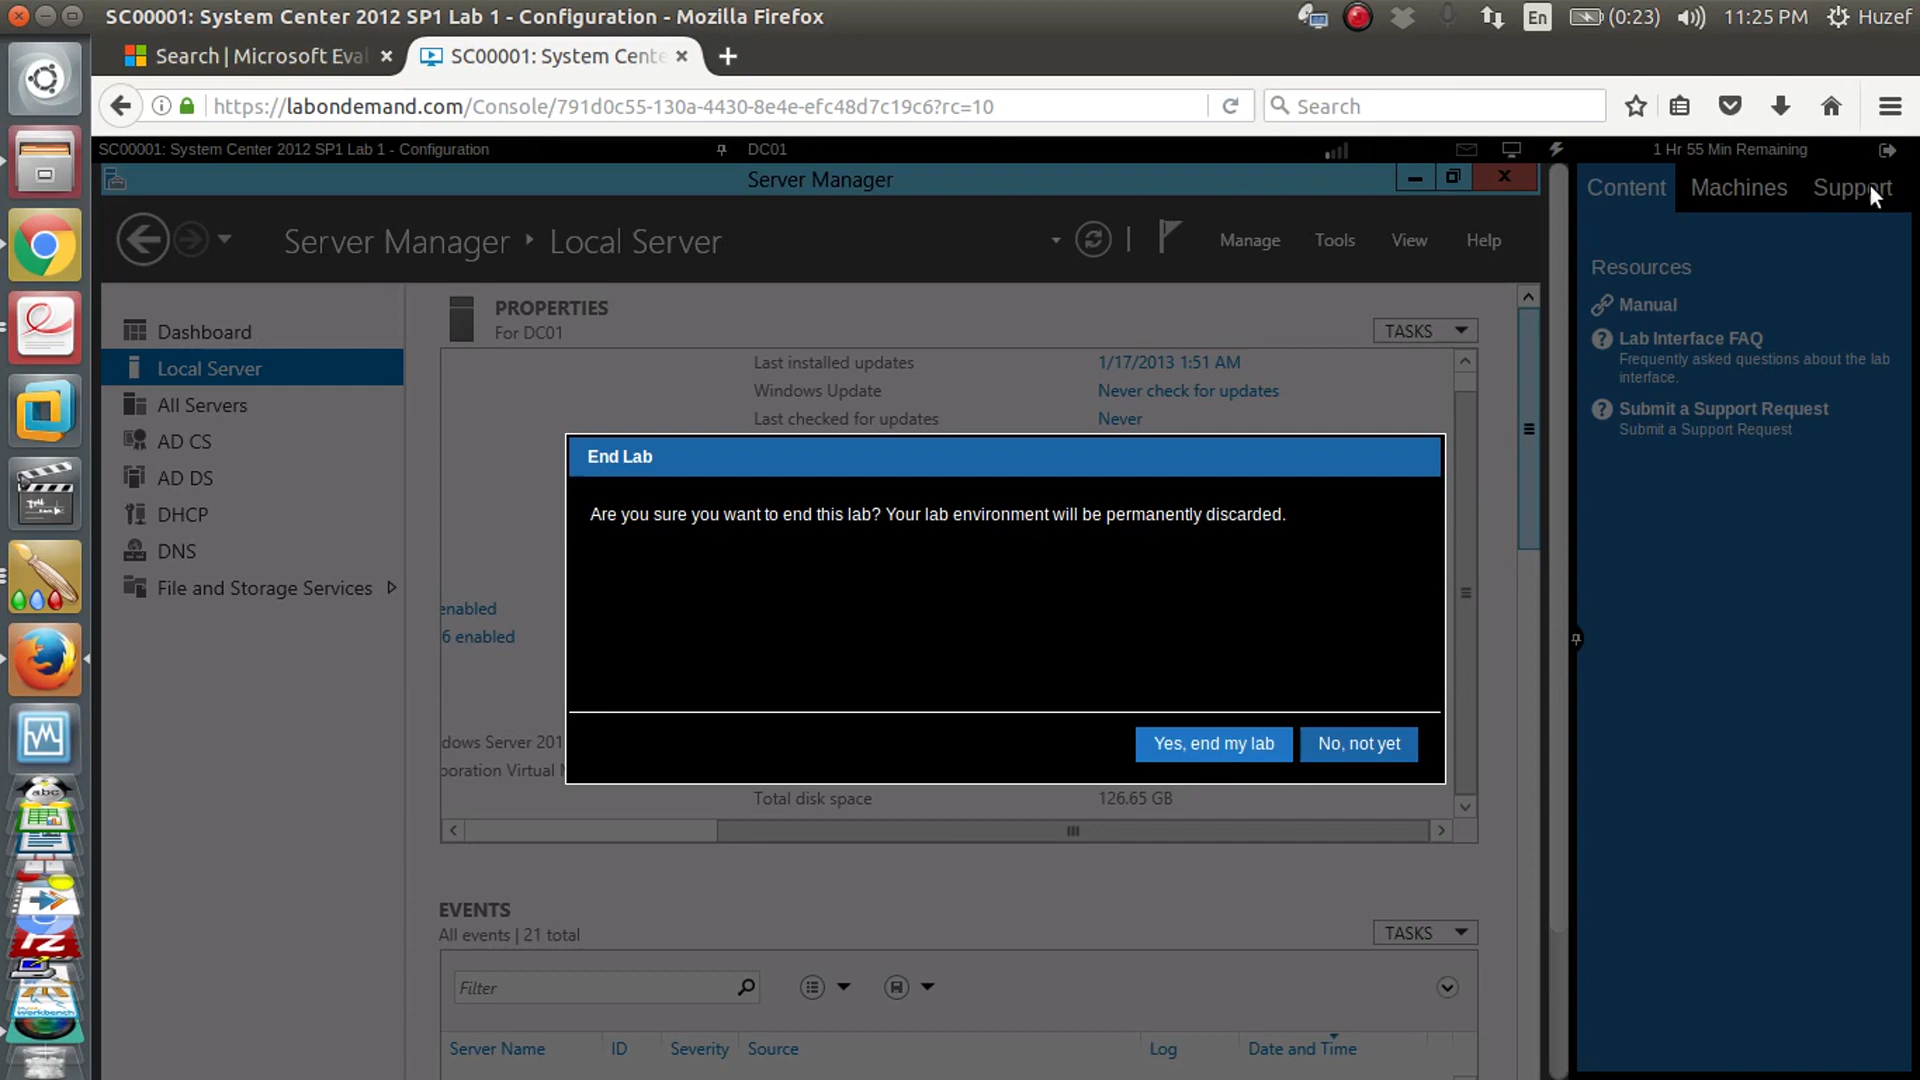 SC00001: System Center 2012 SP1 Lab 1 - Configuration - Mozilla Firefox
En (0:23) 11:25 PM Huzef
Search | Microsoft Eval
SC00001: System Cente
https://labondemand.com/Console/791d0c55-130a-4430-8e4e-efc48d7c19c6?rc=10
Search
SC00001: System Center 2012 SP1 Lab 1 - Configuration
DC01
1 Hr 55 Min Remaining
Server Manager
Content Machines Support
Server Manager Local Server
Manage Tools View Help
Resources
Manual
Lab Interface FAQ
Frequently asked questions about the lab
interface.
Submit a Support Request
Submit a Support Request
Dashboard
Local Server
All Servers
AD CS
AD DS
DHCP
DNS
File and Storage Services
PROPERTIES
For DC01
TASKS
Last installed updates 1/17/2013 1:51 AM
Windows Update Never check for updates
Last checked for updates Never
End Lab
Are you sure you want to end this lab? Your lab environment will be permanently discarded.
Yes, end my lab
No, not yet
enabled
6 enabled
dows Server 201
poration Virtual
Total disk space 126.65 GB
EVENTS
All events | 21 total
TASKS
Filter
Server Name ID Severity Source Log Date and Time
abc
workbench